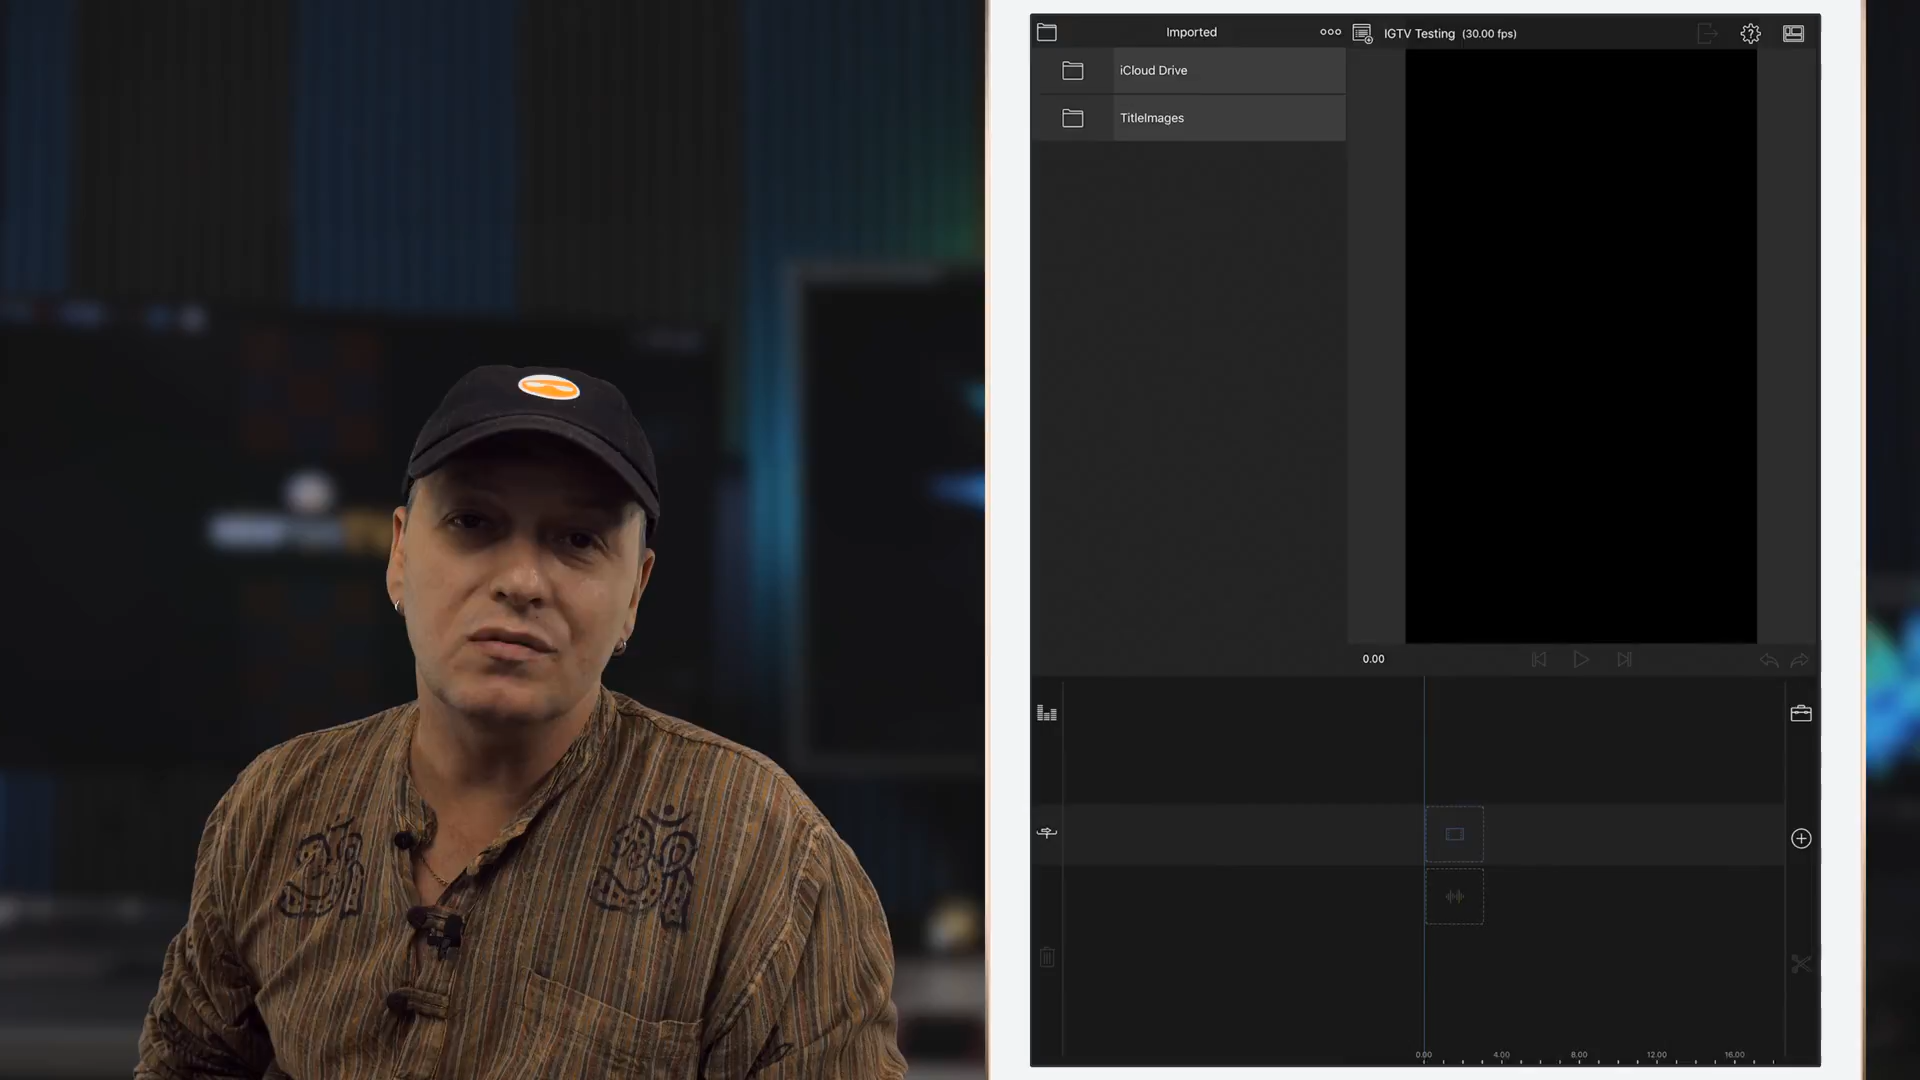 Imported
IGTV Testing (30.00 fps)
iCloud Drive
TitleImages
0.00
0.00 4.00 8.00 12.00 16.00